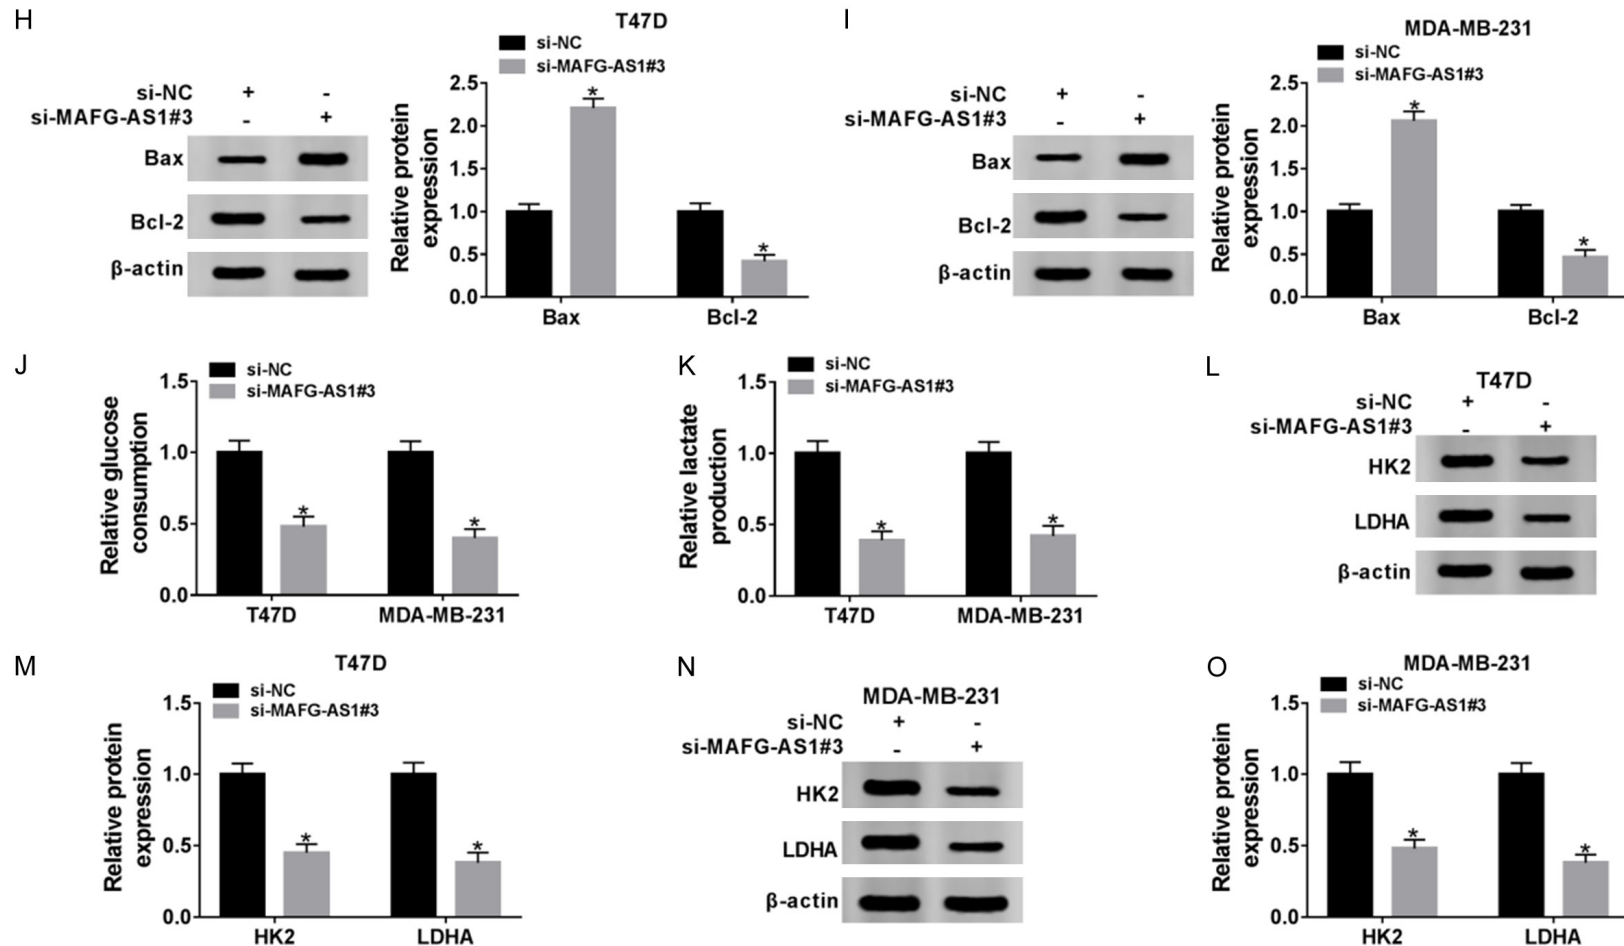 H
T47D
si-NC
si-MAFG-AS1#3
si-NC + -
si-MAFG-AS1#3 - +
Bax
Bcl-2
β-actin
Relative protein
expression
2.5
2.0
1.5
1.0
0.5
0.0
* *
Bax Bcl-2
I
MDA-MB-231
si-NC
si-MAFG-AS1#3
si-NC + -
si-MAFG-AS1#3 - +
Bax
Bcl-2
β-actin
Relative protein
expression
2.5
2.0
1.5
1.0
0.5
0.0
* *
Bax Bcl-2
J
si-NC
si-MAFG-AS1#3
Relative glucose
consumption
1.5
1.0
0.5
0.0
* *
T47D MDA-MB-231
K
si-NC
si-MAFG-AS1#3
Relative lactate
production
1.5
1.0
0.5
0.0
* *
T47D MDA-MB-231
L
T47D
si-NC + -
si-MAFG-AS1#3 - +
HK2
LDHA
β-actin
M
T47D
si-NC
si-MAFG-AS1#3
Relative protein
expression
1.5
1.0
0.5
0.0
* *
HK2 LDHA
N
MDA-MB-231
si-NC + -
si-MAFG-AS1#3 - +
HK2
LDHA
β-actin
O
MDA-MB-231
si-NC
si-MAFG-AS1#3
Relative protein
expression
1.5
1.0
0.5
0.0
* *
HK2 LDHA